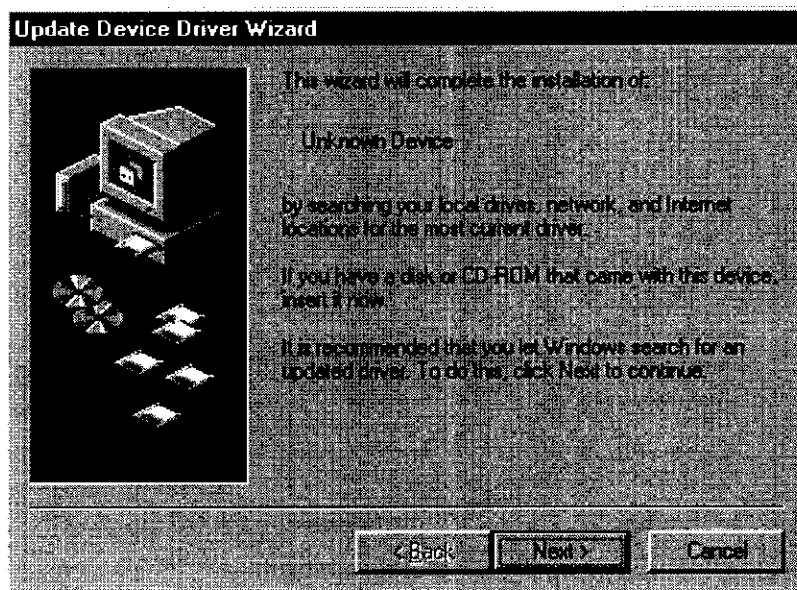 Update Device Driver Wizard
This wizard will complete the installation of:
Unknown Device
by searching your local drives, network, and Internet
locations for the most current driver.
If you have a disk or CD-ROM that came with this device,
insert it now.
It is recommended that you let Windows search for an
updated driver. To do this, click Next to continue.
< Back
Next >
Cancel